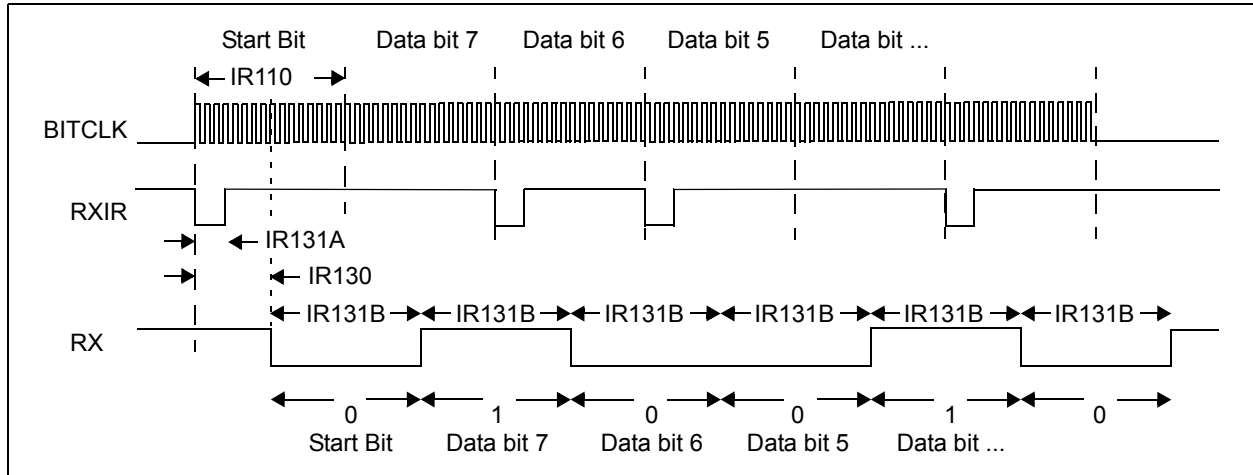 Start Bit Data bit 7 Data bit 6 Data bit 5 Data bit ...
IR110
BITCLK
RXIR
IR131A
IR130
IR131B IR131B IR131B IR131B IR131B IR131B
RX
0 1 0 0 1 0
Start Bit Data bit 7 Data bit 6 Data bit 5 Data bit ...